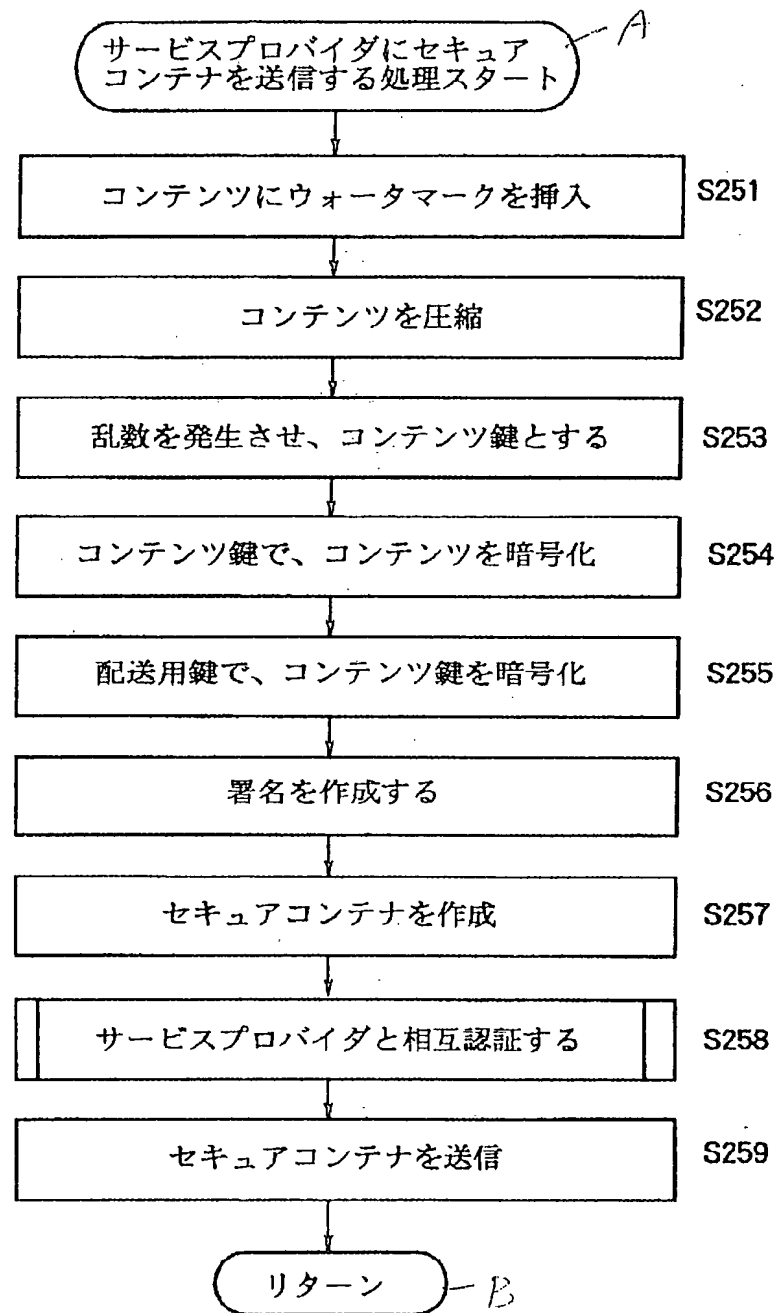 サービスプロバイダにセキュア
コンテナを送信する処理スタート
A
コンテンツにウォータマークを挿入
S251
コンテンツを圧縮
S252
乱数を発生させ、コンテンツ鍵とする
S253
コンテンツ鍵で、コンテンツを暗号化
S254
配送用鍵で、コンテンツ鍵を暗号化
S255
署名を作成する
S256
セキュアコンテナを作成
S257
サービスプロバイダと相互認証する
S258
セキュアコンテナを送信
S259
リターン
B